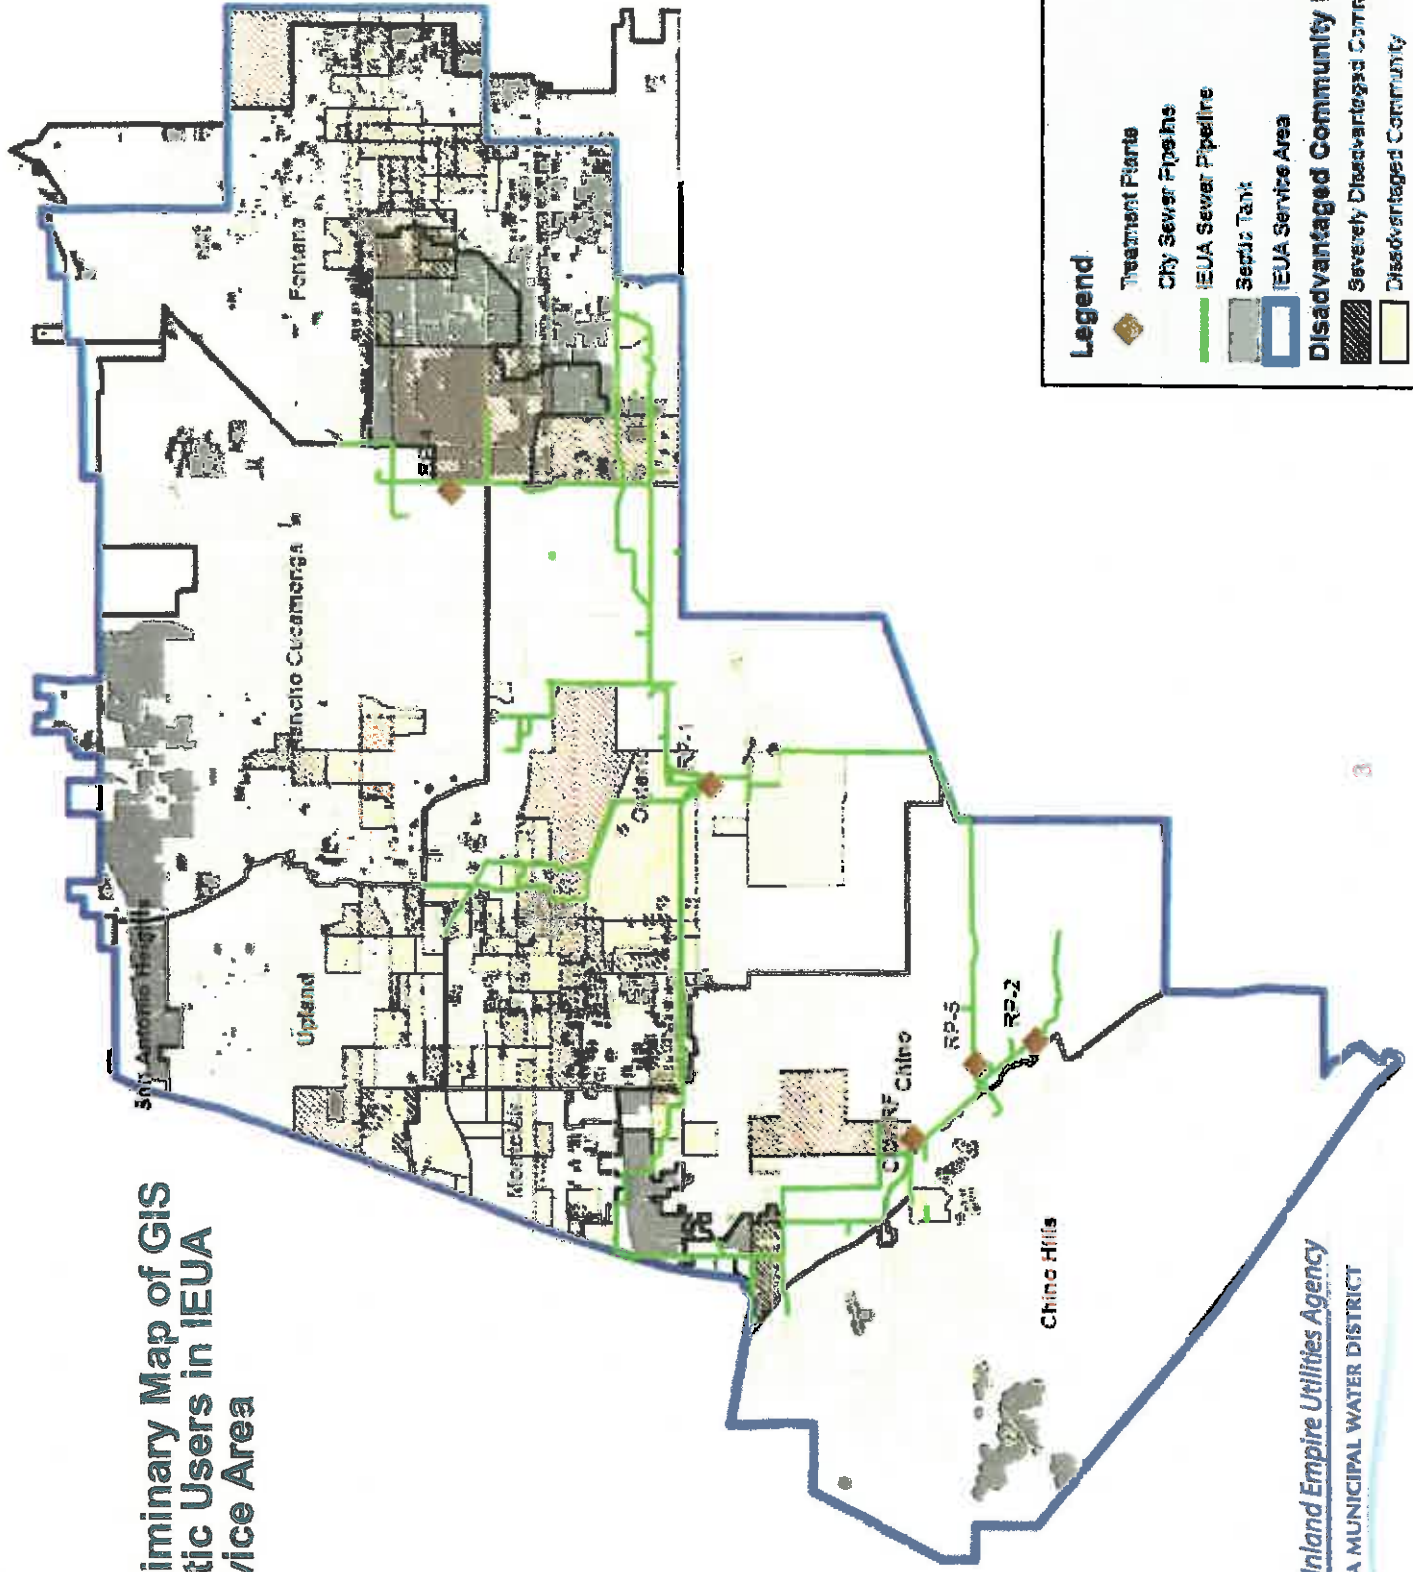 iminary Map of GIS
tic Users in IEUA
vice Area
San Antonio Heights
Upland
Rancho Cucamonga
Fontana
Montclair
Ontario
RP-1
Chino
RP-5
RP-2
Chino Hills
Legend
Treatment Plants
City Sewer Pipeline
IEUA Sewer Pipeline
Septic Tank
IEUA Service Area
Disadvantaged Community
Severely Disadvantaged Comm
Disadvantaged Community
Inland Empire Utilities Agency
A MUNICIPAL WATER DISTRICT
3